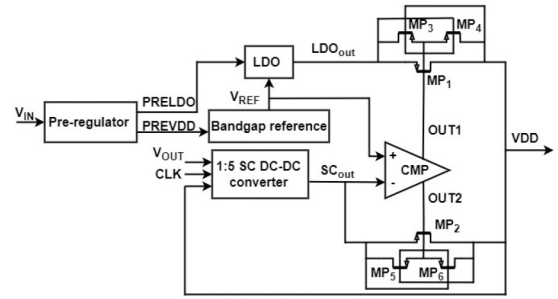 MP3
MP4
LDO
LDOout
MP1
PRELDO
VIN
Pre-regulator
VREF
PREVDD
Bandgap reference
OUT1
VDD
VOUT
CLK
1:5 SC DC-DC
converter
SCout
+
CMP
-
OUT2
MP2
MP5
MP6